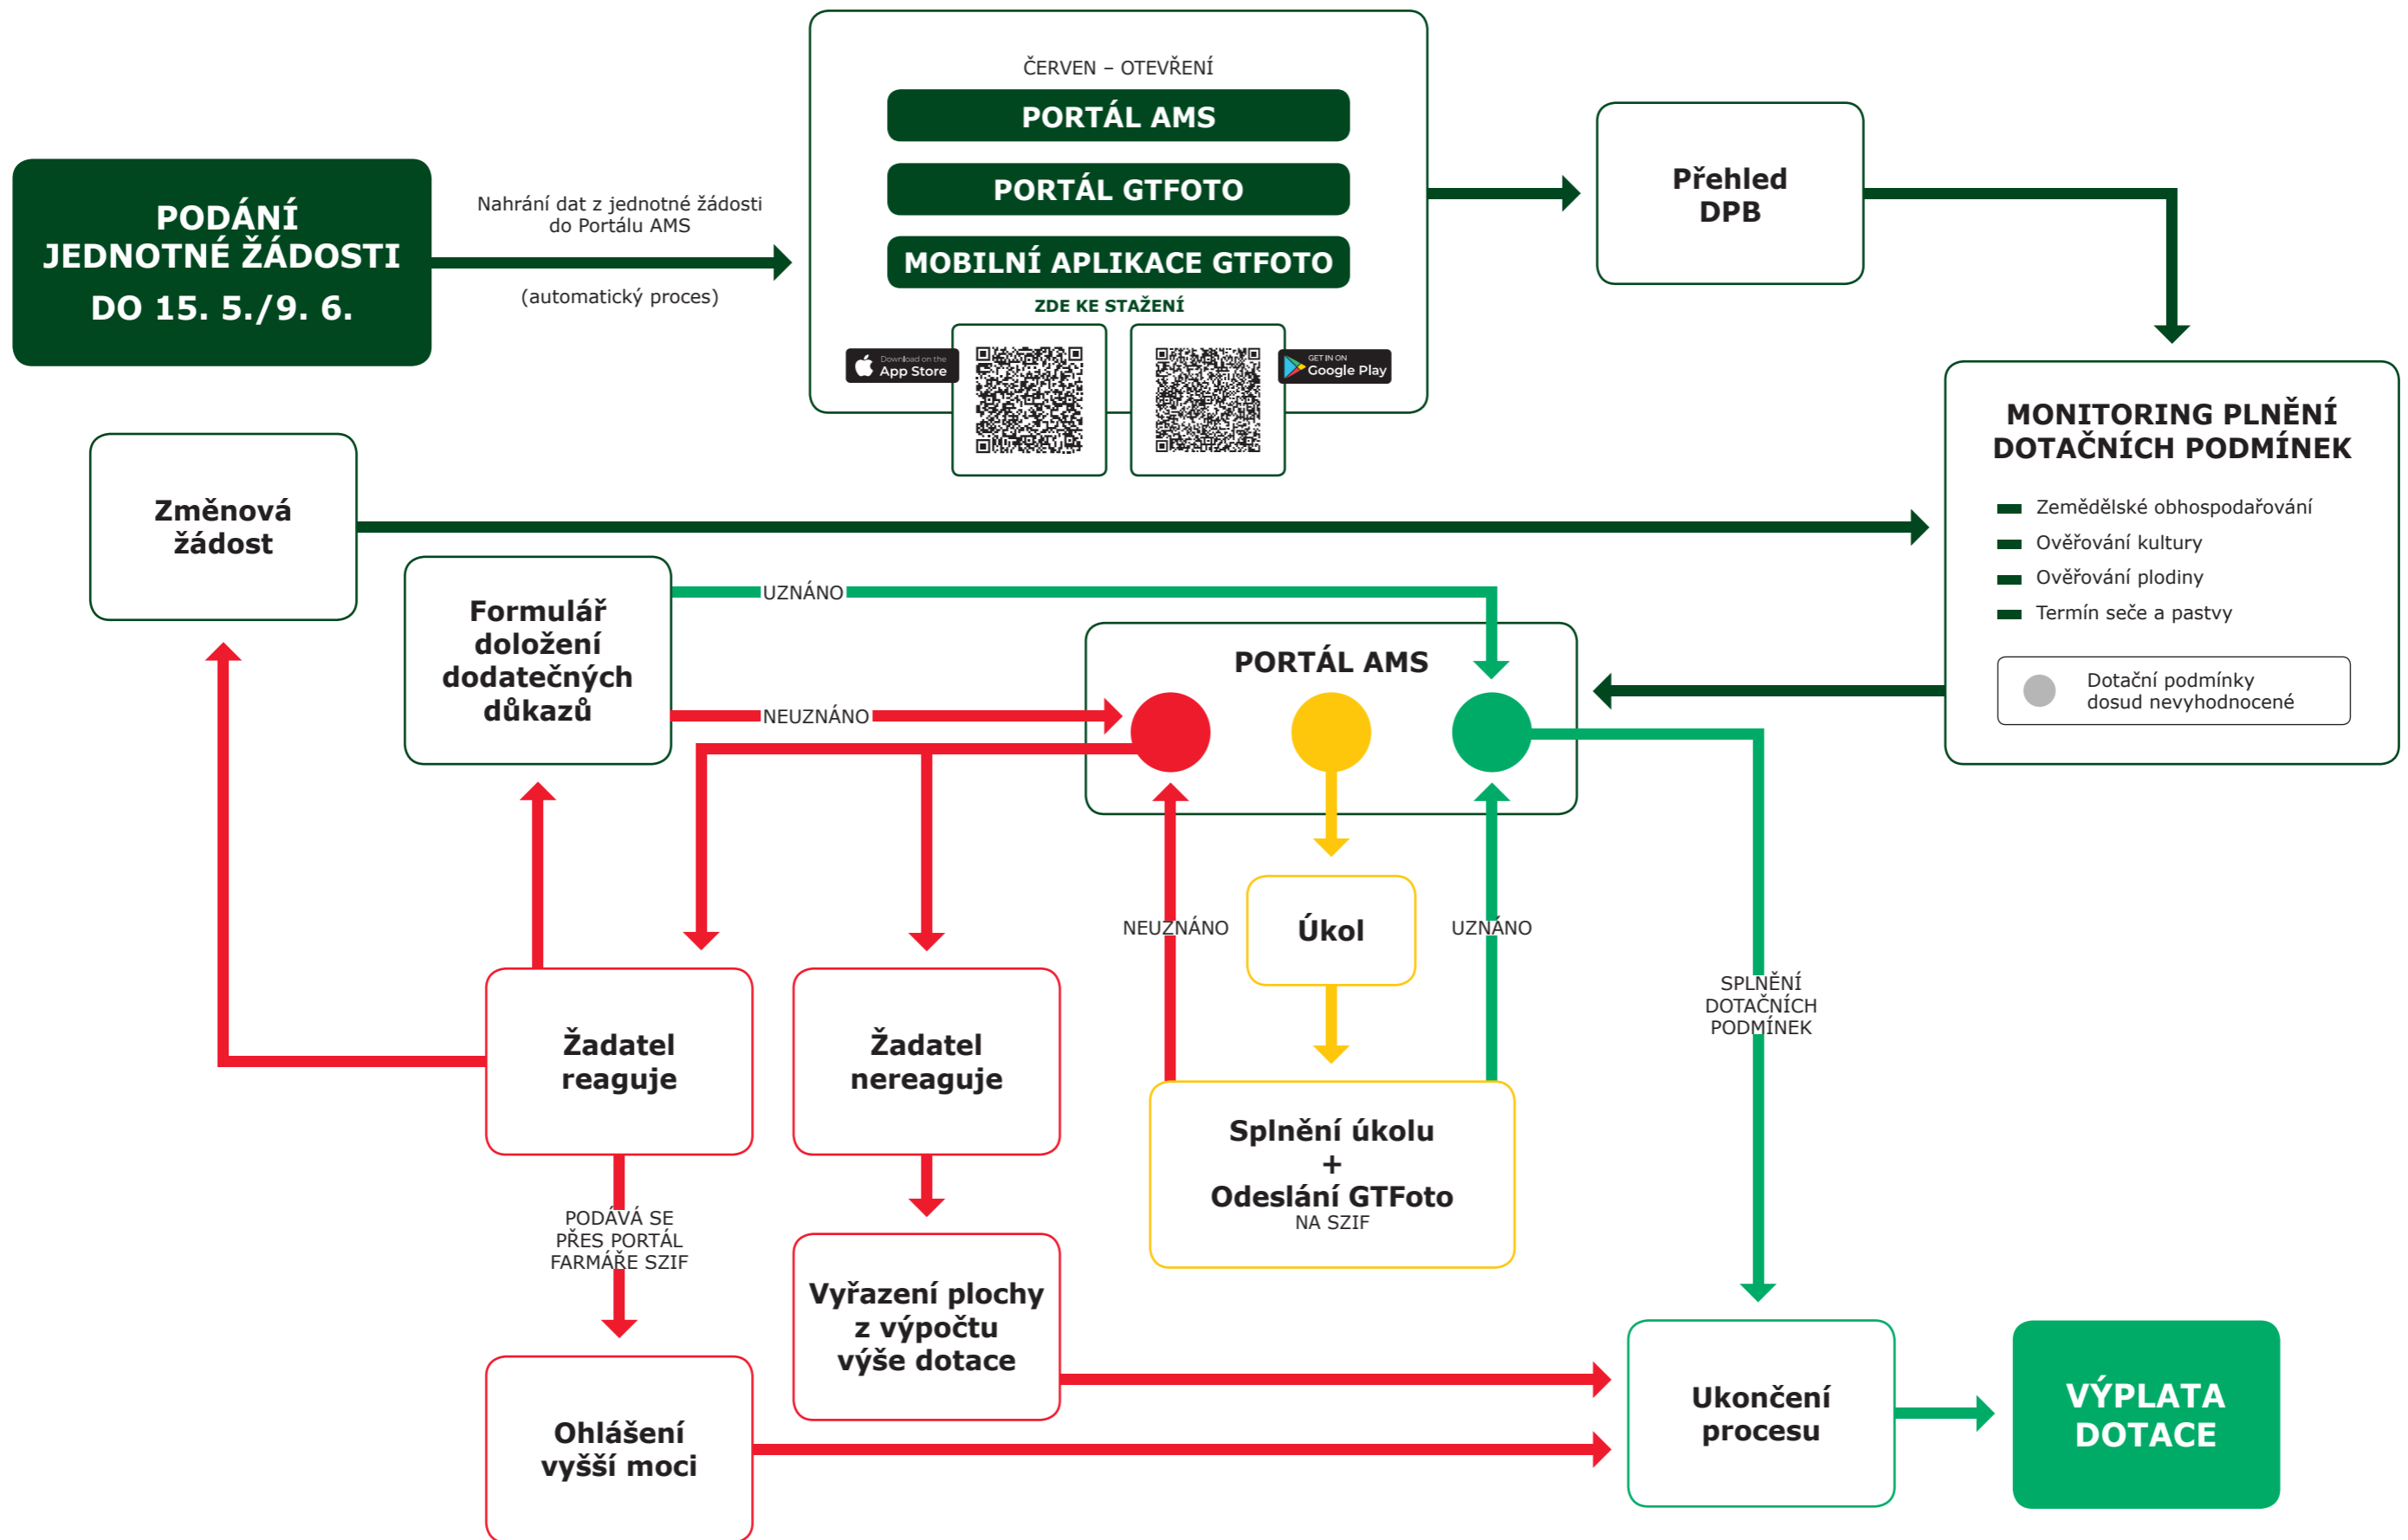 PODÁNÍ
JEDNOTNÉ ŽÁDOSTI
DO 15. 5./9. 6.
Nahrání dat z jednotné žádosti
do Portálu AMS
(automatický proces)
ČERVEN – OTEVŘENÍ
PORTÁL AMS
PORTÁL GTFOTO
MOBILNÍ APLIKACE GTFOTO
ZDE KE STAŽENÍ
Download on the
App Store
GET IN ON
Google Play
Přehled
DPB
MONITORING PLNĚNÍ
DOTAČNÍCH PODMÍNEK
Zemědělské obhospodařování
Ověřování kultury
Ověřování plodiny
Termín seče a pastvy
Dotační podmínky
dosud nevyhodnocené
Změnová
žádost
Formulář
doložení
dodatečných
důkazů
UZNÁNO
NEUZNÁNO
PORTÁL AMS
NEUZNÁNO
Úkol
UZNÁNO
SPLNĚNÍ
DOTAČNÍCH
PODMÍNEK
Žadatel
reaguje
Žadatel
nereaguje
Splnění úkolu
+
Odeslání GTFoto
NA SZIF
PODÁVÁ SE
PŘES PORTÁL
FARMÁŘE SZIF
Vyřazení plochy
z výpočtu
výše dotace
Ohlášení
vyšší moci
Ukončení
procesu
VÝPLATA
DOTACE